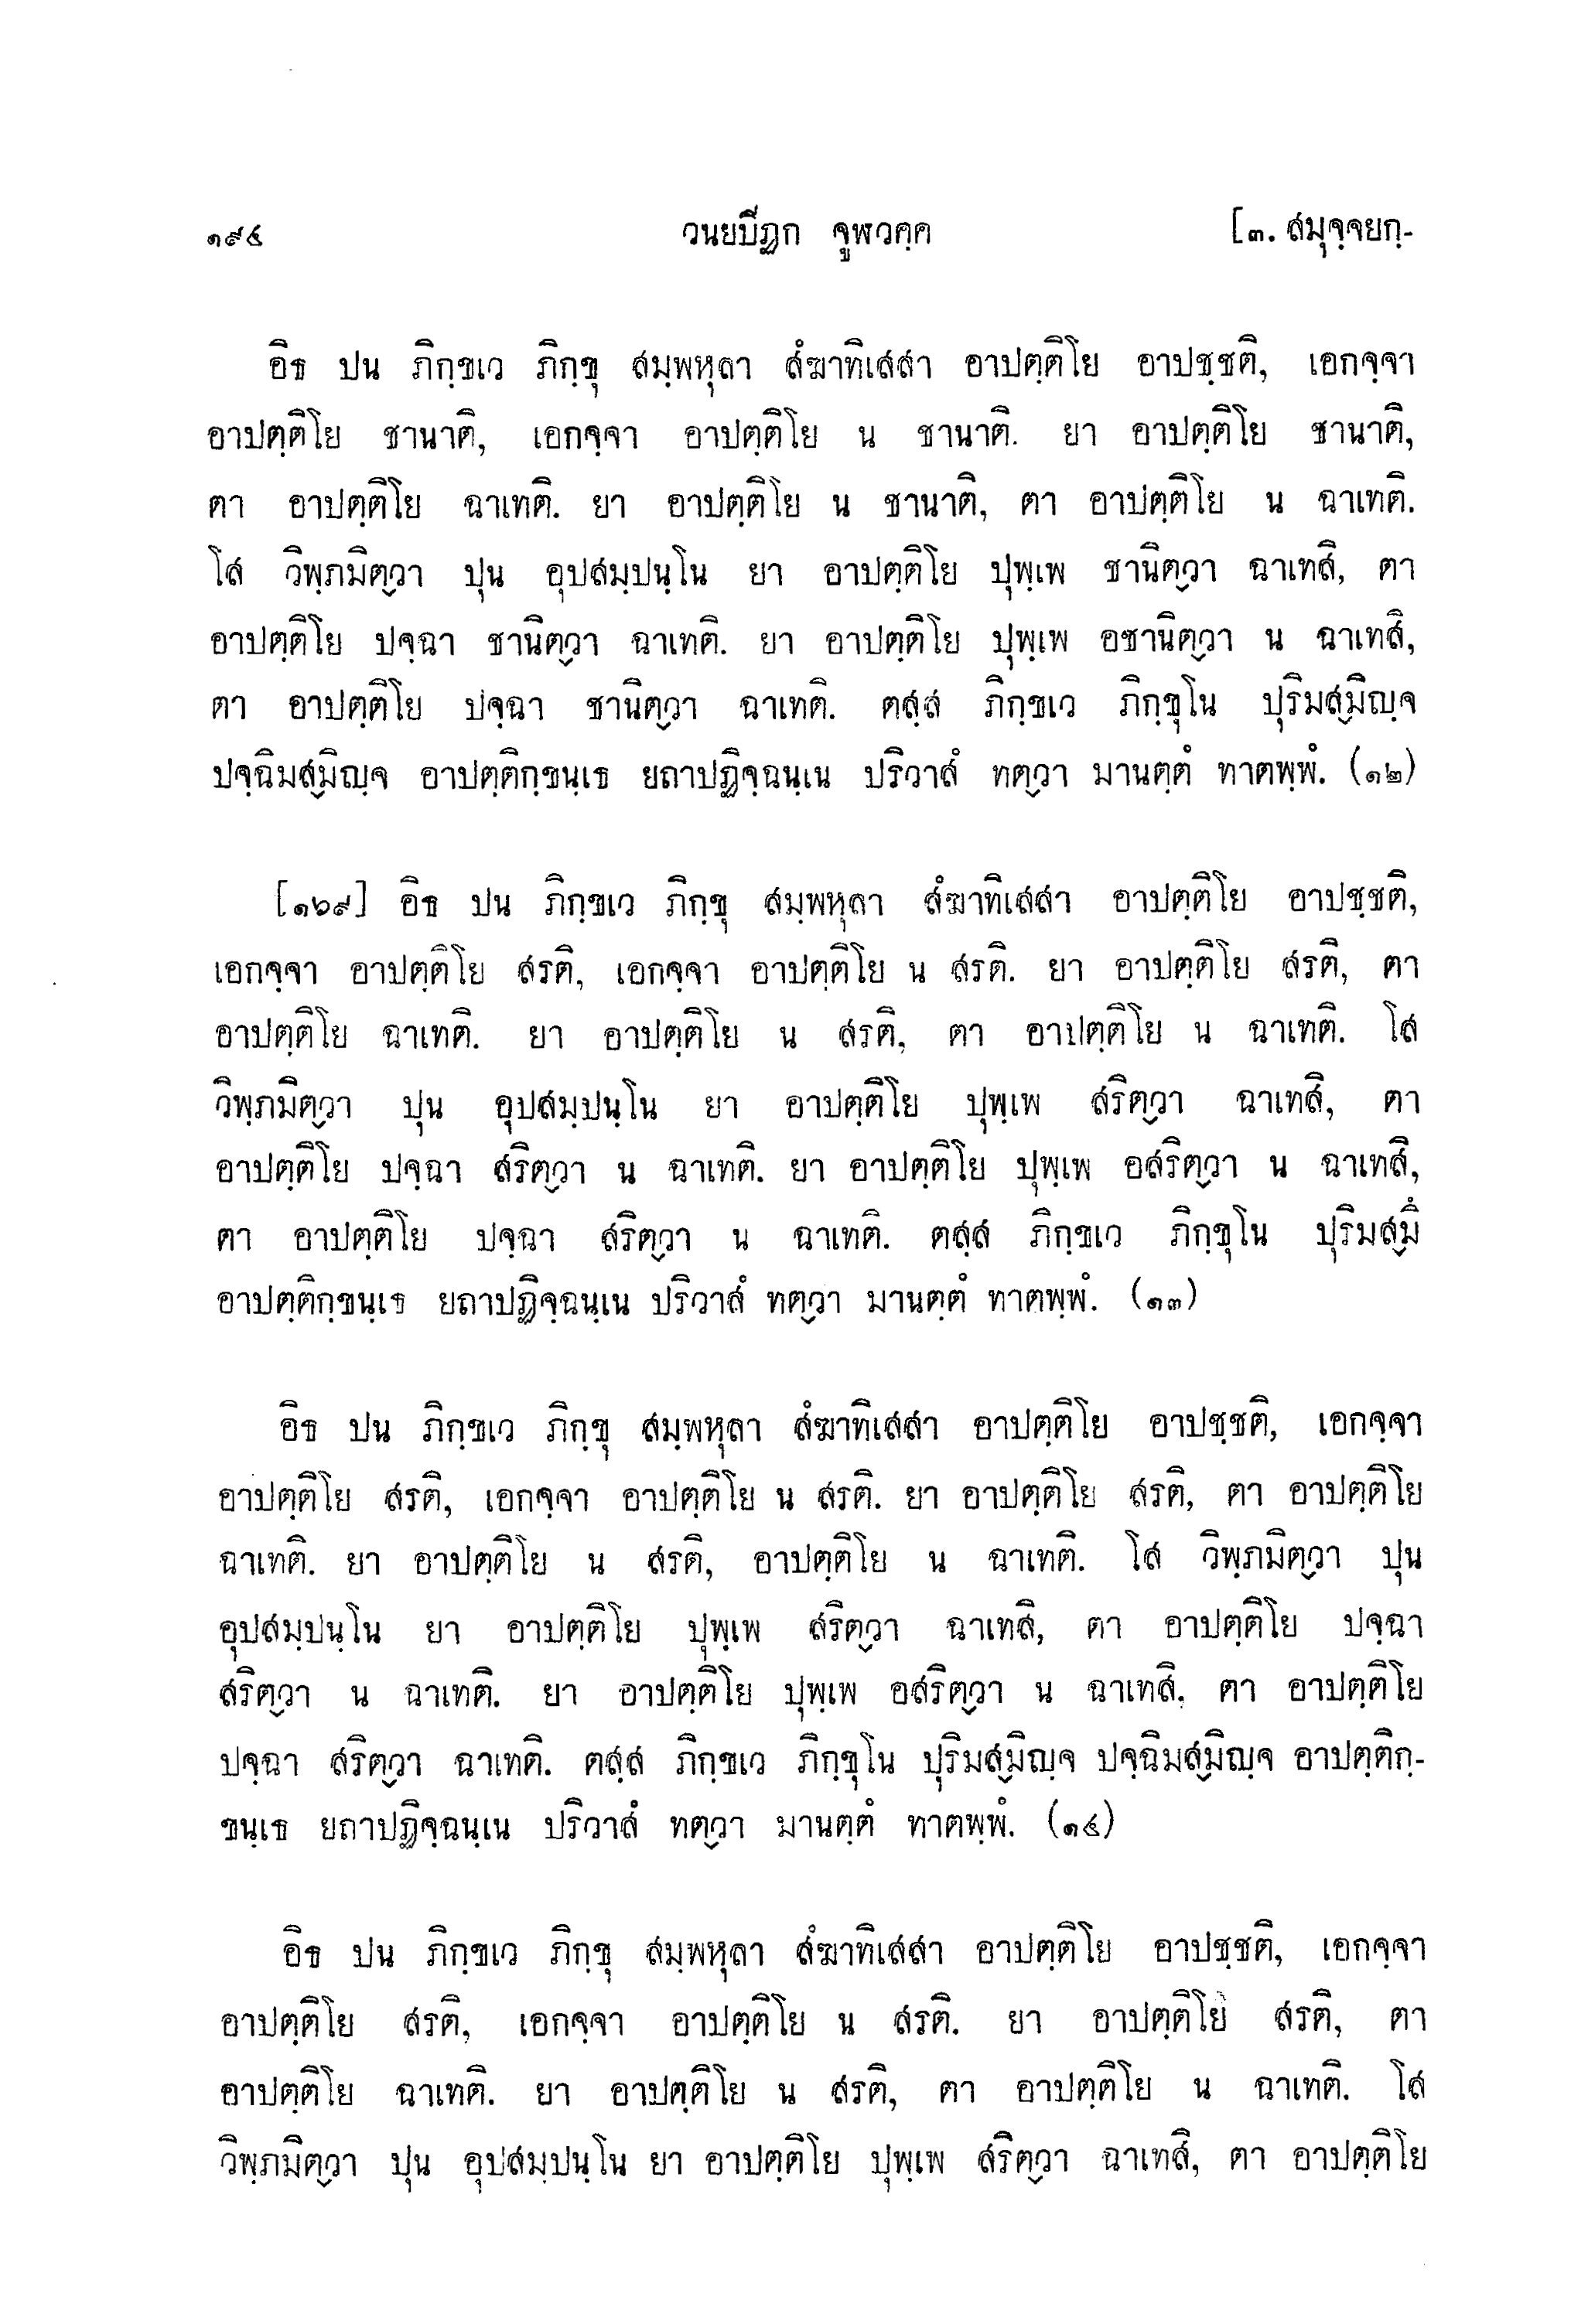 ๑๙๔ วนยบีฏก จูฬวคฺค [๓. สมุจฺจยกฺ-
อิธ ปน ภิกฺขเว ภิกฺขุ สมฺพหุลา สํฆาทิเสสา อาปตฺติโย อาปชฺชติ, เอกจฺจา
อาปตฺติโย ชานาติ, เอกจฺจา อาปตฺติโย น ชานาติ. ยา อาปตฺติโย ชานาติ,
ตา อาปตฺติโย ฉาเทติ. ยา อาปตฺติโย น ชานาติ, ตา อาปตฺติโย น ฉาเทติ.
โส วิพฺภมิตฺวา ปุน อุปสมฺปนฺโน ยา อาปตฺติโย ปุพฺเพ ชานิตฺวา ฉาเทสิ, ตา
อาปตฺติโย ปจฺฉา ชานิตฺวา ฉาเทติ. ยา อาปตฺติโย ปุพฺเพ อชานิตฺวา น ฉาเทสิ,
ตา อาปตฺติโย ปจฺฉา ชานิตฺวา ฉาเทติ. ตสฺส ภิกฺขเว ภิกฺขุโน ปุริมสฺมิญฺจ
ปจฺฉิมสฺมิญฺจ อาปตฺติกฺขนฺเธ ยถาปฏิจฺฉนฺเน ปริวาสํ ทตฺวา มานตฺตํ ทาตพฺพํ. (๑๒)
[๑๖๙] อิธ ปน ภิกฺขเว ภิกฺขุ สมฺพหุลา สํฆาทิเสสา อาปตฺติโย อาปชฺชติ,
เอกจฺจา อาปตฺติโย สรติ, เอกจฺจา อาปตฺติโย น สรติ. ยา อาปตฺติโย สรติ, ตา
อาปตฺติโย ฉาเทติ. ยา อาปตฺติโย น สรติ, ตา อาปตฺติโย น ฉาเทติ. โส
วิพฺภมิตฺวา ปุน อุปสมฺปนฺโน ยา อาปตฺติโย ปุพฺเพ สริตฺวา ฉาเทสิ, ตา
อาปตฺติโย ปจฺฉา สริตฺวา น ฉาเทติ. ยา อาปตฺติโย ปุพฺเพ อสริตฺวา น ฉาเทสิ,
ตา อาปตฺติโย ปจฺฉา สริตฺวา น ฉาเทติ. ตสฺส ภิกฺขเว ภิกฺขุโน ปุริมสฺมิํ
อาปตฺติกฺขนฺเธ ยถาปฏิจฺฉนฺเน ปริวาสํ ทตฺวา มานตฺตํ ทาตพฺพํ. (๑๓)
อิธ ปน ภิกฺขเว ภิกฺขุ สมฺพหุลา สํฆาทิเสสา อาปตฺติโย อาปชฺชติ, เอกจฺจา
อาปตฺติโย สรติ, เอกจฺจา อาปตฺติโย น สรติ. ยา อาปตฺติโย สรติ, ตา อาปตฺติโย
ฉาเทติ. ยา อาปตฺติโย น สรติ, อาปตฺติโย น ฉาเทติ. โส วิพฺภมิตฺวา ปุน
อุปสมฺปนฺโน ยา อาปตฺติโย ปุพฺเพ สริตฺวา ฉาเทสิ, ตา อาปตฺติโย ปจฺฉา
สริตฺวา น ฉาเทติ. ยา อาปตฺติโย ปุพฺเพ อสริตฺวา น ฉาเทสิ, ตา อาปตฺติโย
ปจฺฉา สริตฺวา ฉาเทติ. ตสฺส ภิกฺขเว ภิกฺขุโน ปุริมสฺมิญฺจ ปจฺฉิมสฺมิญฺจ อาปตฺติกฺ-
ขนฺเธ ยถาปฏิจฺฉนฺเน ปริวาสํ ทตฺวา มานตฺตํ ทาตพฺพํ. (๑๔)
อิธ ปน ภิกฺขเว ภิกฺขุ สมฺพหุลา สํฆาทิเสสา อาปตฺติโย อาปชฺชติ, เอกจฺจา
อาปตฺติโย สรติ, เอกจฺจา อาปตฺติโย น สรติ. ยา อาปตฺติโย สรติ, ตา
อาปตฺติโย ฉาเทติ. ยา อาปตฺติโย น สรติ, ตา อาปตฺติโย น ฉาเทติ. โส
วิพฺภมิตฺวา ปุน อุปสมฺปนฺโน ยา อาปตฺติโย ปุพฺเพ สริตฺวา ฉาเทสิ, ตา อาปตฺติโย